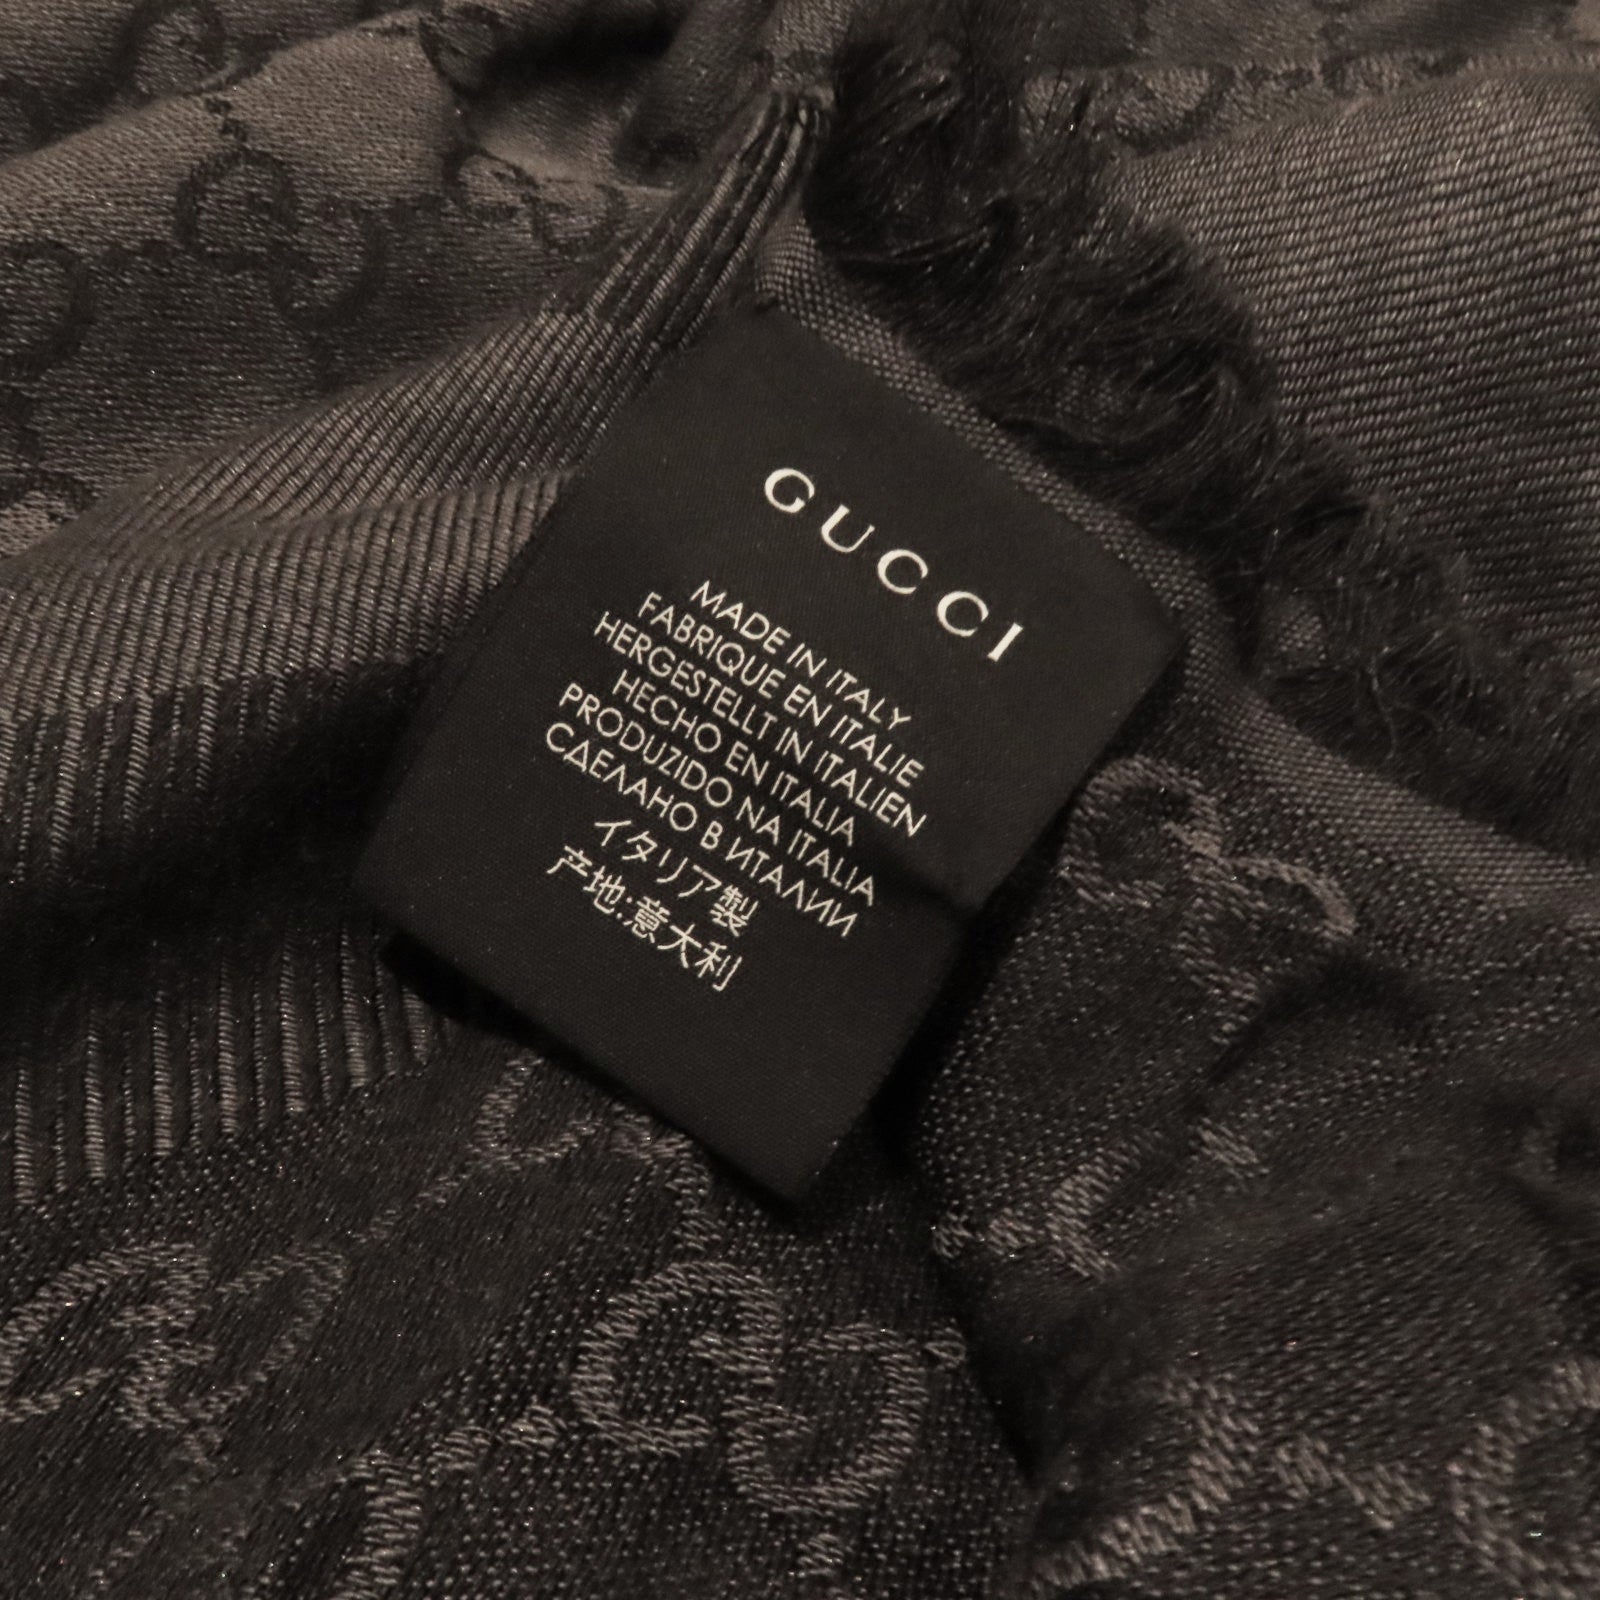 GUCCI
MADE IN ITALY
FABRIQUE EN ITALIE
HERGESTELLT IN ITALIEN
HECHO EN ITALIA
PRODUZIDO NA ITALIA
СДЕЛАНО В ИТАЛИИ
イタリア製
产地:意大利